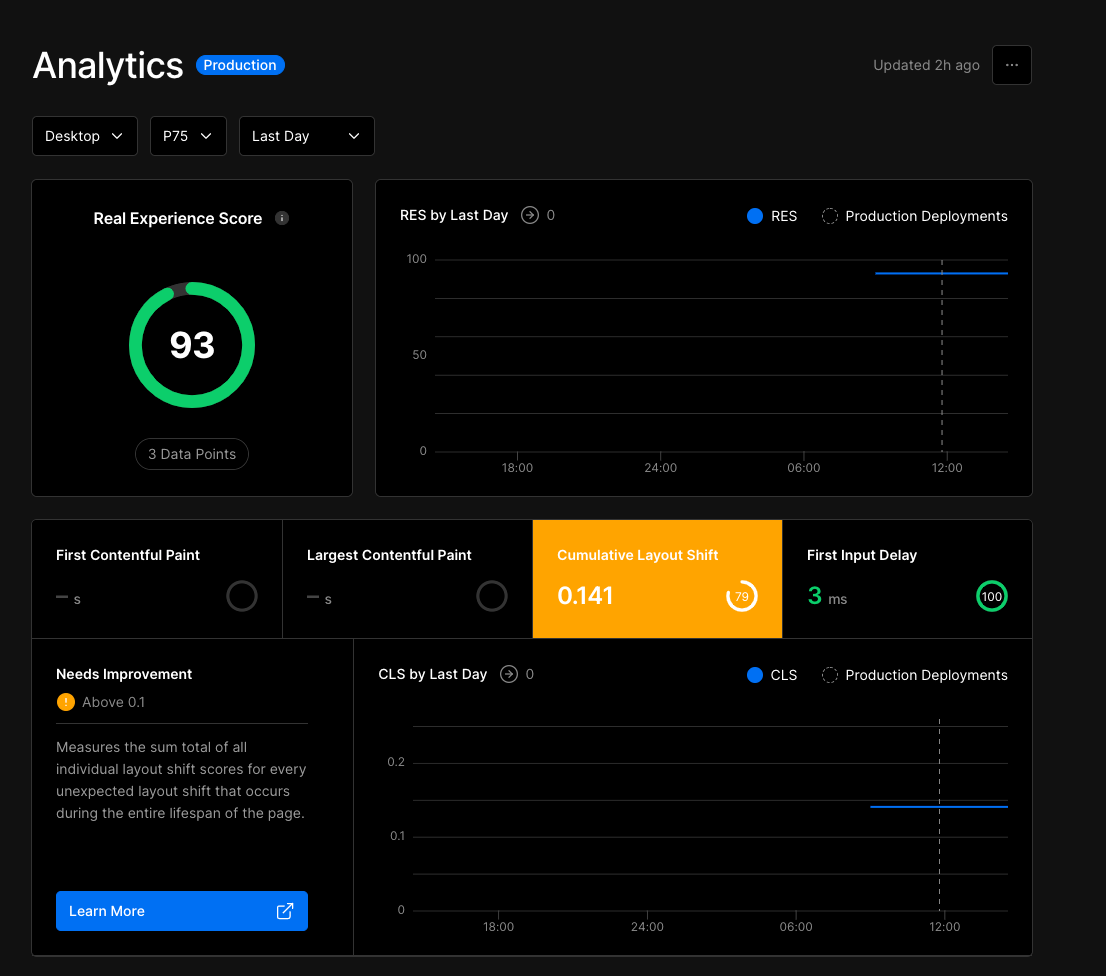 Analytics Production
Updated 2h ago ...
Desktop P75 Last Day
Real Experience Score i
93
3 Data Points
RES by Last Day 0
RES Production Deployments
100
50
0
18:00 24:00 06:00 12:00
First Contentful Paint
– s
Largest Contentful Paint
– s
Cumulative Layout Shift
0.141 79
First Input Delay
3 ms 100
Needs Improvement
! Above 0.1
Measures the sum total of all
individual layout shift scores for every
unexpected layout shift that occurs
during the entire lifespan of the page.
Learn More
CLS by Last Day 0
CLS Production Deployments
0.2
0.1
0
18:00 24:00 06:00 12:00